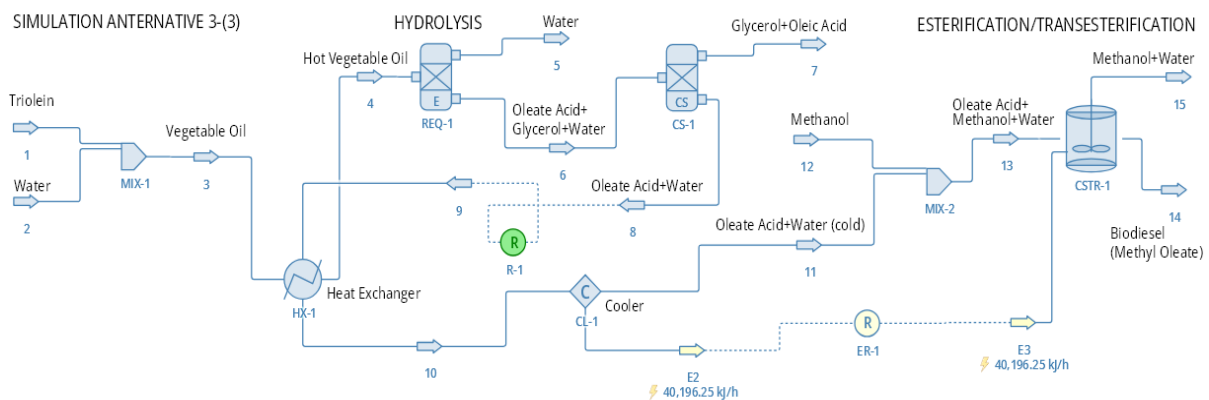 SIMULATION ANTERNATIVE 3-(3)
HYDROLYSIS
ESTERIFICATION/TRANSESTERIFICATION
Water
5
Glycerol+Oleic Acid
7
Hot Vegetable Oil
4
E
REQ-1
CS
CS-1
Methanol+Water
15
Triolein
1
Vegetable Oil
3
MIX-1
Water
2
Oleate Acid+
Glycerol+Water
6
Methanol
12
Oleate Acid+
Methanol+Water
13
CSTR-1
MIX-2
14
Biodiesel
(Methyl Oleate)
9
Oleate Acid+Water
8
R
R-1
Oleate Acid+Water (cold)
11
Heat Exchanger
HX-1
10
C
Cooler
CL-1
R
ER-1
E2
40,196.25 kJ/h
E3
40,196.25 kJ/h